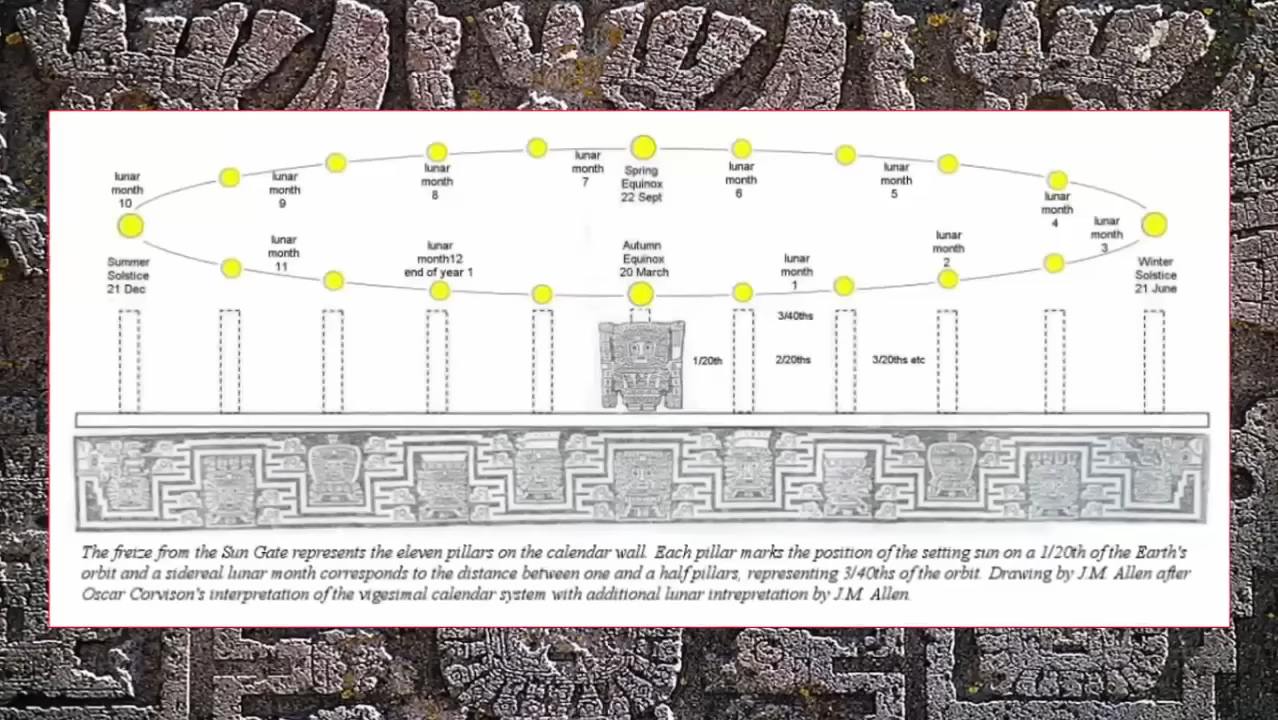 lunar
month
10
lunar
month
9
lunar
month
8
lunar
month
7
Spring
Equinox
22 Sept
lunar
month
6
lunar
month
5
lunar
month
4
lunar
month
3
Summer
Solstice
21 Dec
lunar
month
11
lunar
month12
end of year 1
Autumn
Equinox
20 March
lunar
month
1
lunar
month
2
Winter
Solstice
21 June
3/40ths
1/20th
2/20ths
3/20ths etc
The freize from the Sun Gate represents the eleven pillars on the calendar wall. Each pillar marks the position of the setting sun on a 1/20th of the Earth's
orbit and a sidereal lunar month corresponds to the distance between one and a half pillars, representing 3/40ths of the orbit. Drawing by J.M. Allen after
Oscar Corvison's interpretation of the vigesimal calendar system with additional lunar intrepretation by J.M. Allen.